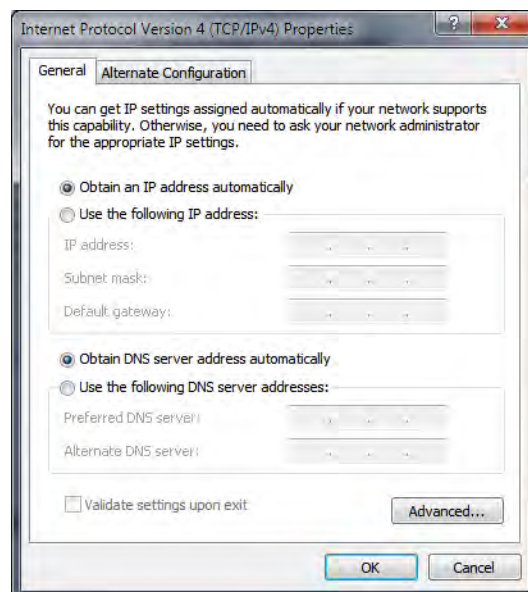 Internet Protocol Version 4 (TCP/IPv4) Properties
General
Alternate Configuration
You can get IP settings assigned automatically if your network supports
this capability. Otherwise, you need to ask your network administrator
for the appropriate IP settings.
Obtain an IP address automatically
Use the following IP address:
IP address:
Subnet mask:
Default gateway:
Obtain DNS server address automatically
Use the following DNS server addresses:
Preferred DNS server:
Alternate DNS server:
Validate settings upon exit
Advanced...
OK
Cancel